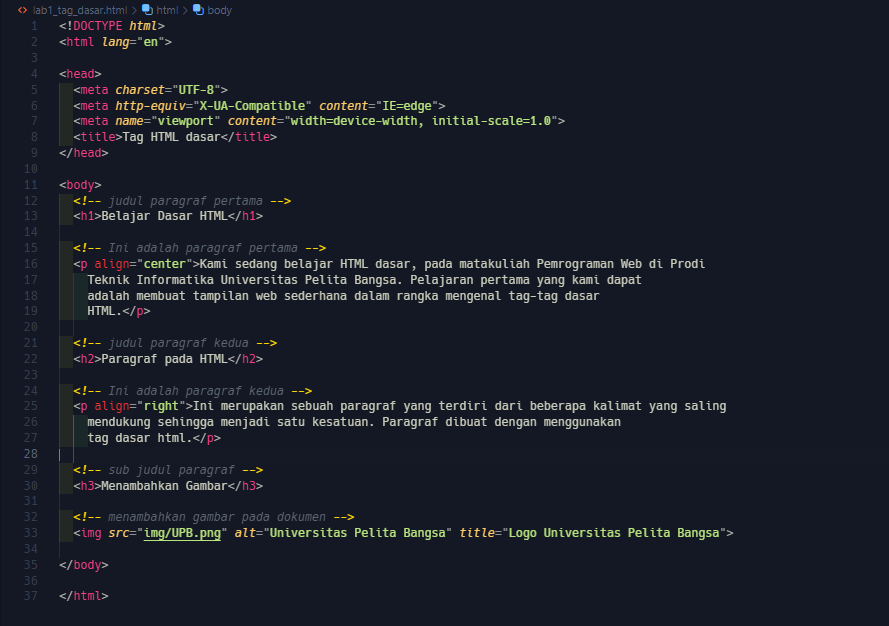 lab1_tag_dasar.html > html > body
1 <!DOCTYPE html>
2 <html lang="en">
3
4 <head>
5 <meta charset="UTF-8">
6 <meta http-equiv="X-UA-Compatible" content="IE=edge">
7 <meta name="viewport" content="width=device-width, initial-scale=1.0">
8 <title>Tag HTML dasar</title>
9 </head>
10
11 <body>
12 <!-- judul paragraf pertama -->
13 <h1>Belajar Dasar HTML</h1>
14
15 <!-- Ini adalah paragraf pertama -->
16 <p align="center">Kami sedang belajar HTML dasar, pada matakuliah Pemrograman Web di Prodi
17 Teknik Informatika Universitas Pelita Bangsa. Pelajaran pertama yang kami dapat
18 adalah membuat tampilan web sederhana dalam rangka mengenal tag-tag dasar
19 HTML.</p>
20
21 <!-- judul paragraf kedua -->
22 <h2>Paragraf pada HTML</h2>
23
24 <!-- Ini adalah paragraf kedua -->
25 <p align="right">Ini merupakan sebuah paragraf yang terdiri dari beberapa kalimat yang saling
26 mendukung sehingga menjadi satu kesatuan. Paragraf dibuat dengan menggunakan
27 tag dasar html.</p>
28
29 <!-- sub judul paragraf -->
30 <h3>Menambahkan Gambar</h3>
31
32 <!-- menambahkan gambar pada dokumen -->
33 <img src="img/UPB.png" alt="Universitas Pelita Bangsa" title="Logo Universitas Pelita Bangsa">
34
35 </body>
36
37 </html>